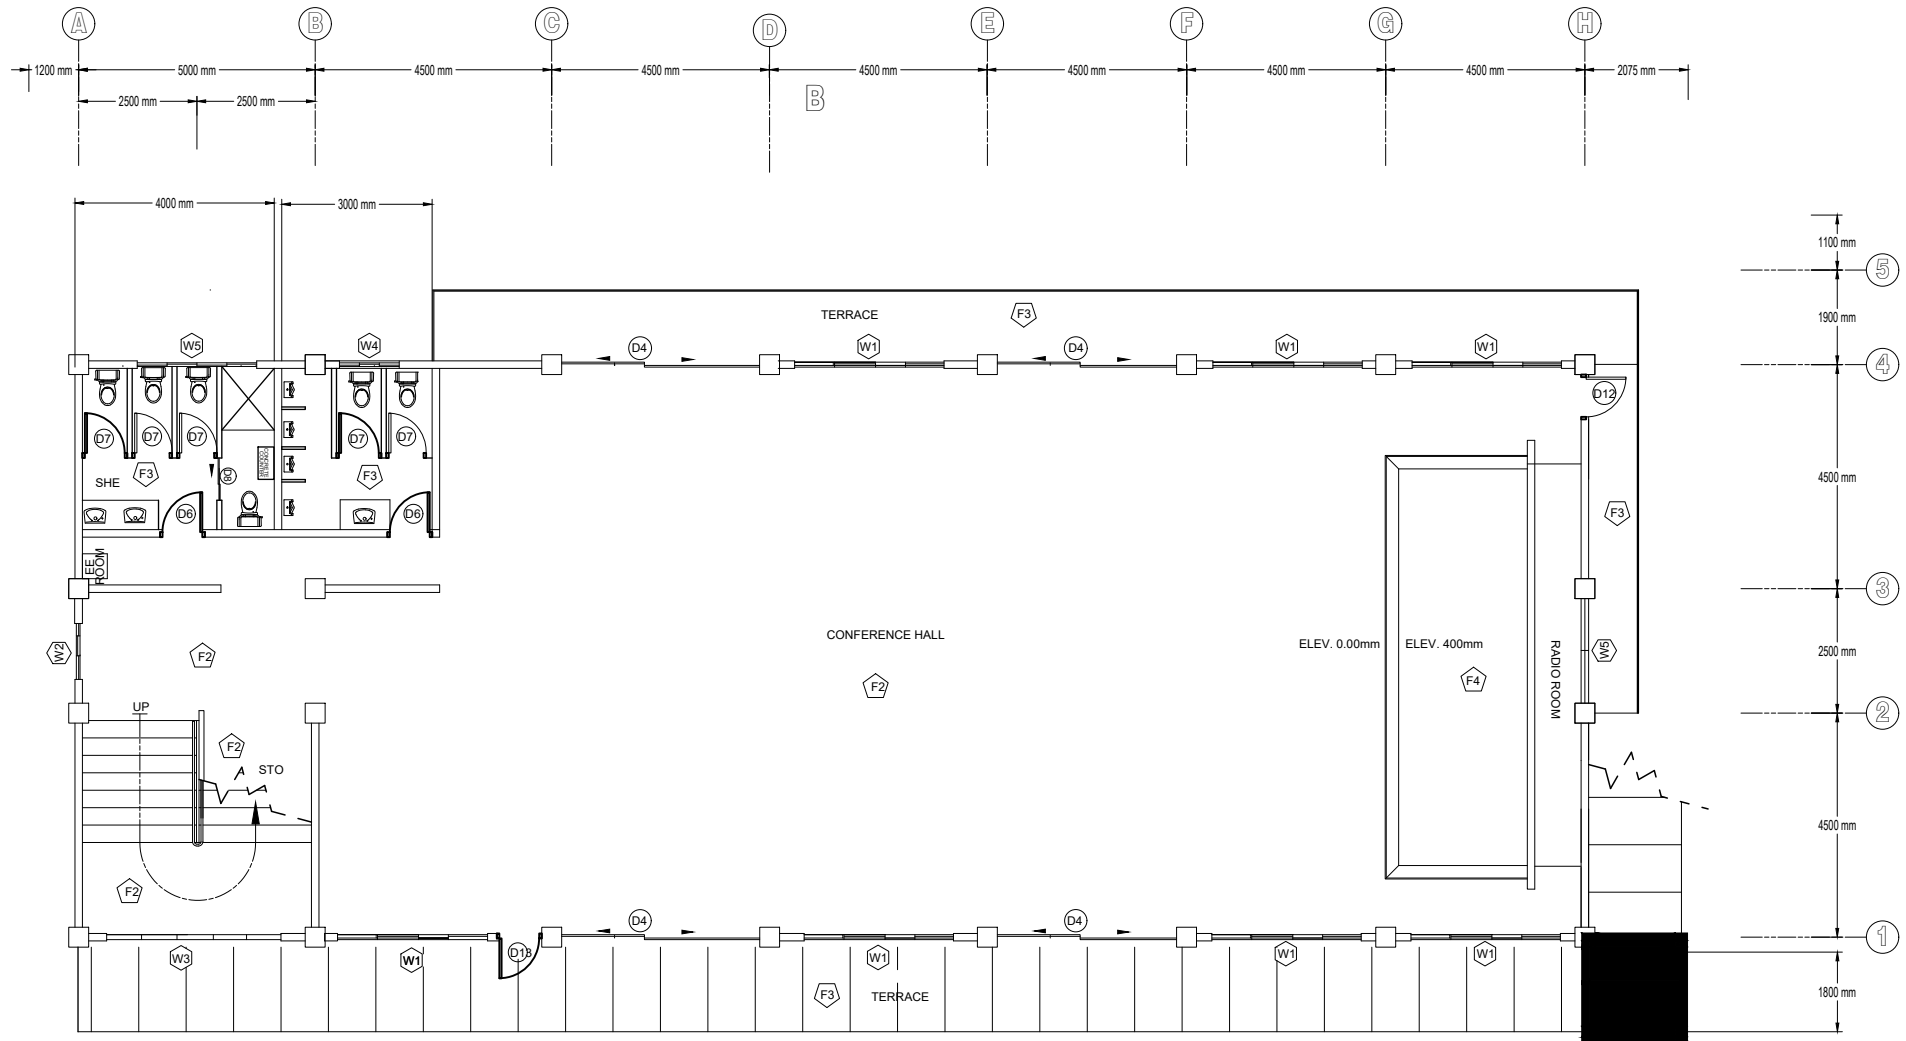 A B C D E F G H
1200 mm 5000 mm 4500 mm 4500 mm 4500 mm 4500 mm 4500 mm 4500 mm 2075 mm
2500 mm 2500 mm
B
4000 mm 3000 mm
1100 mm
5
1900 mm
TERRACE F3
W5 W4 D4 W1 D4 W1 W1
4
D12
D7 D7 D7 D7 D7
F3 D8 CONCRETE COUNTER F3
4500 mm
SHE
D6 D6 F3
EE
ROOM
3
CONFERENCE HALL
ELEV. 0.00mm ELEV. 400mm
W2 F2 RADIO ROOM W5
2500 mm
F2 F4
UP
2
F2
STO
4500 mm
F2
D4 D4
1
W3 W1 D13 W1 W1 W1
F3 TERRACE
1800 mm